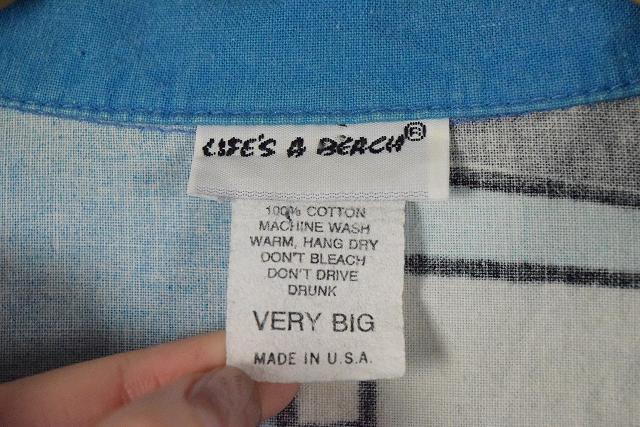 LIFE'S A BEACH®
100% COTTON
MACHINE WASH
WARM, HANG DRY
DON'T BLEACH
DON'T DRIVE
DRUNK
VERY BIG
MADE IN U.S.A.